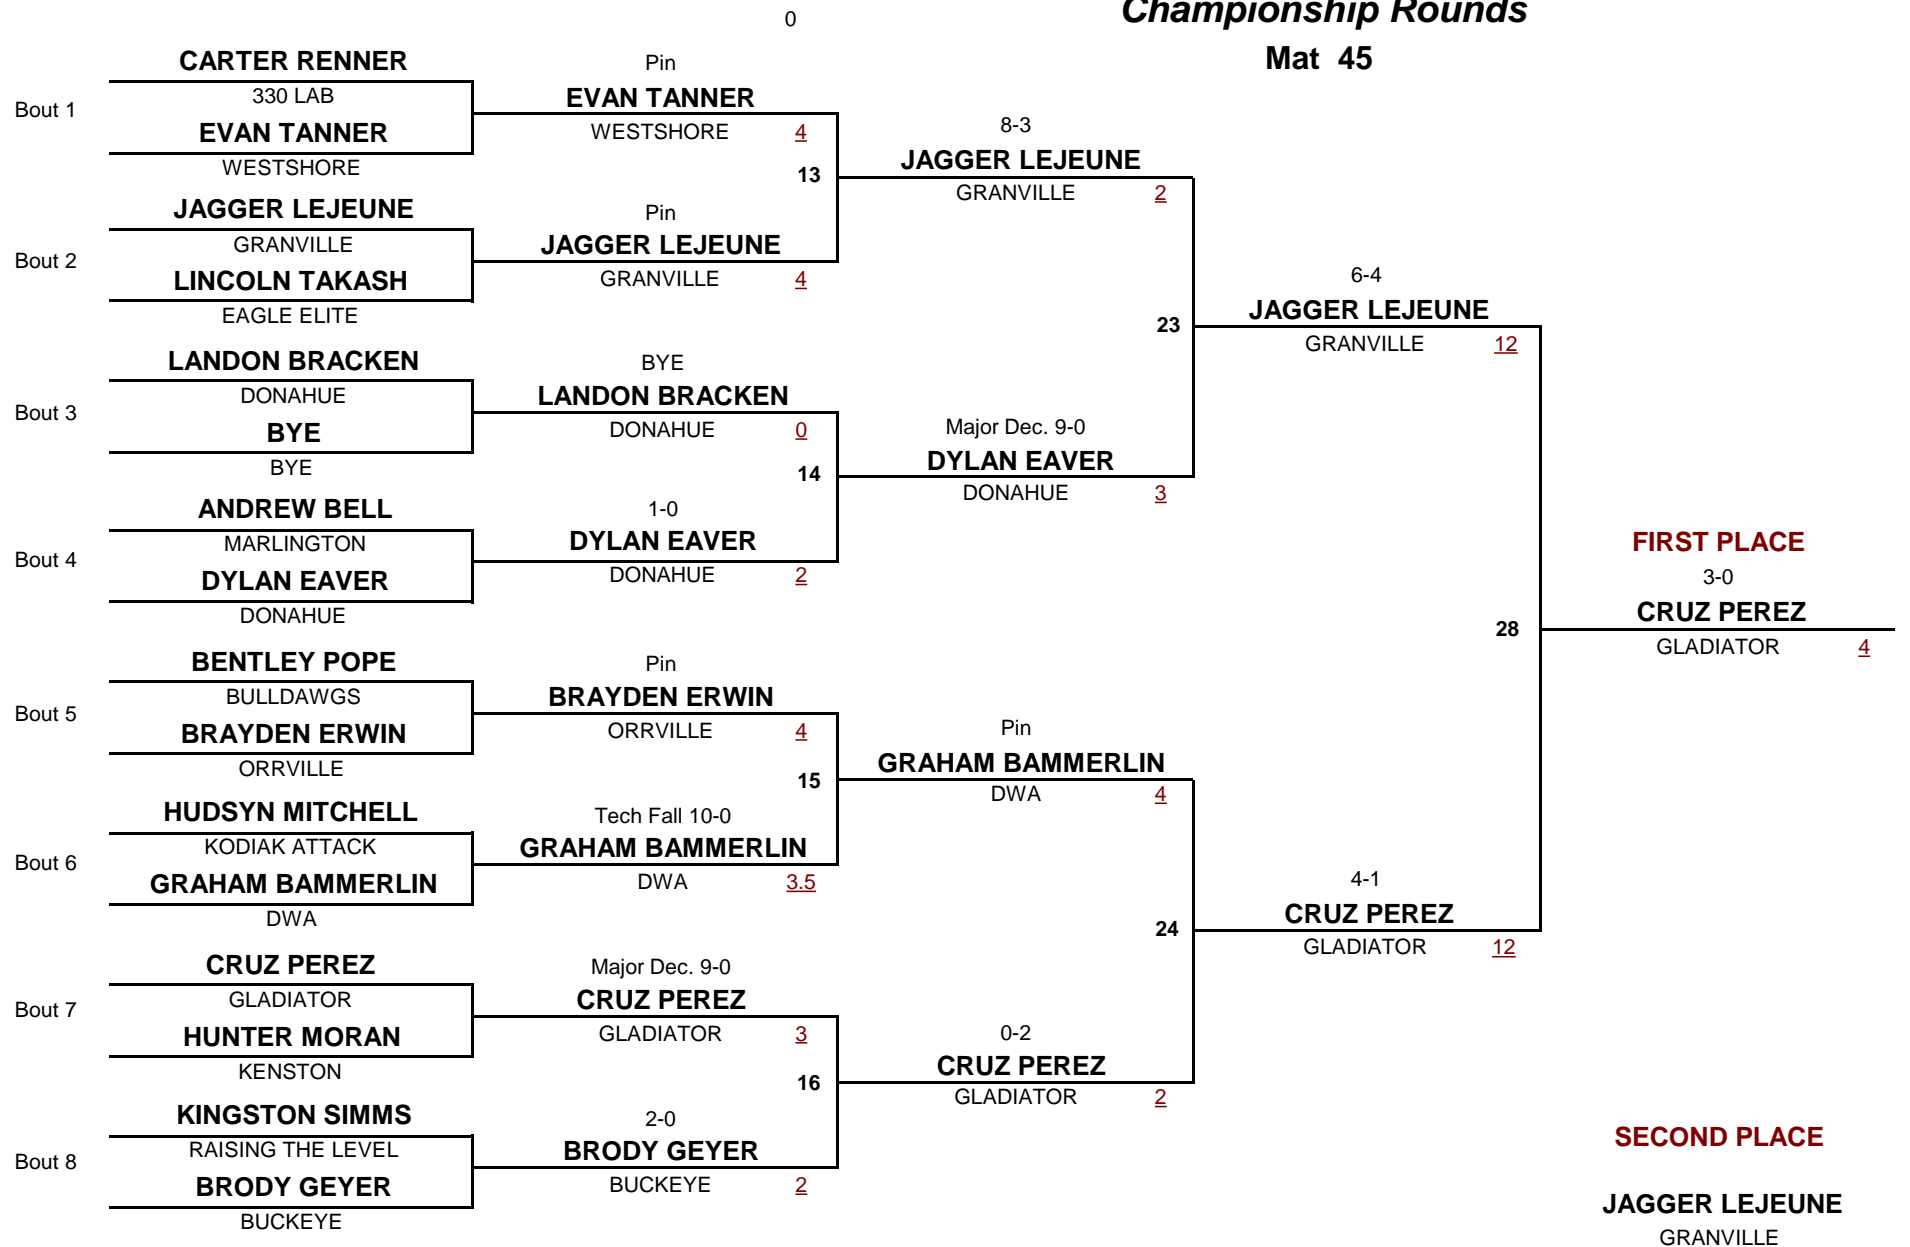 0
Championship Rounds
Mat 45
Bout 1
CARTER RENNER
330 LAB
EVAN TANNER
WESTSHORE
Bout 2
JAGGER LEJEUNE
GRANVILLE
LINCOLN TAKASH
EAGLE ELITE
Bout 3
LANDON BRACKEN
DONAHUE
BYE
BYE
Bout 4
ANDREW BELL
MARLINGTON
DYLAN EAVER
DONAHUE
Bout 5
BENTLEY POPE
BULLDAWGS
BRAYDEN ERWIN
ORRVILLE
Bout 6
HUDSYN MITCHELL
KODIAK ATTACK
GRAHAM BAMMERLIN
DWA
Bout 7
CRUZ PEREZ
GLADIATOR
HUNTER MORAN
KENSTON
Bout 8
KINGSTON SIMMS
RAISING THE LEVEL
BRODY GEYER
BUCKEYE
Pin
EVAN TANNER
WESTSHORE 4
13
Pin
JAGGER LEJEUNE
GRANVILLE 4
BYE
LANDON BRACKEN
DONAHUE 0
14
1-0
DYLAN EAVER
DONAHUE 2
Pin
BRAYDEN ERWIN
ORRVILLE 4
15
Tech Fall 10-0
GRAHAM BAMMERLIN
DWA 3.5
Major Dec. 9-0
CRUZ PEREZ
GLADIATOR 3
16
2-0
BRODY GEYER
BUCKEYE 2
8-3
JAGGER LEJEUNE
GRANVILLE 2
23
Major Dec. 9-0
DYLAN EAVER
DONAHUE 3
Pin
GRAHAM BAMMERLIN
DWA 4
24
0-2
CRUZ PEREZ
GLADIATOR 2
6-4
JAGGER LEJEUNE
GRANVILLE 12
28
4-1
CRUZ PEREZ
GLADIATOR 12
FIRST PLACE
3-0
CRUZ PEREZ
GLADIATOR 4
SECOND PLACE
JAGGER LEJEUNE
GRANVILLE